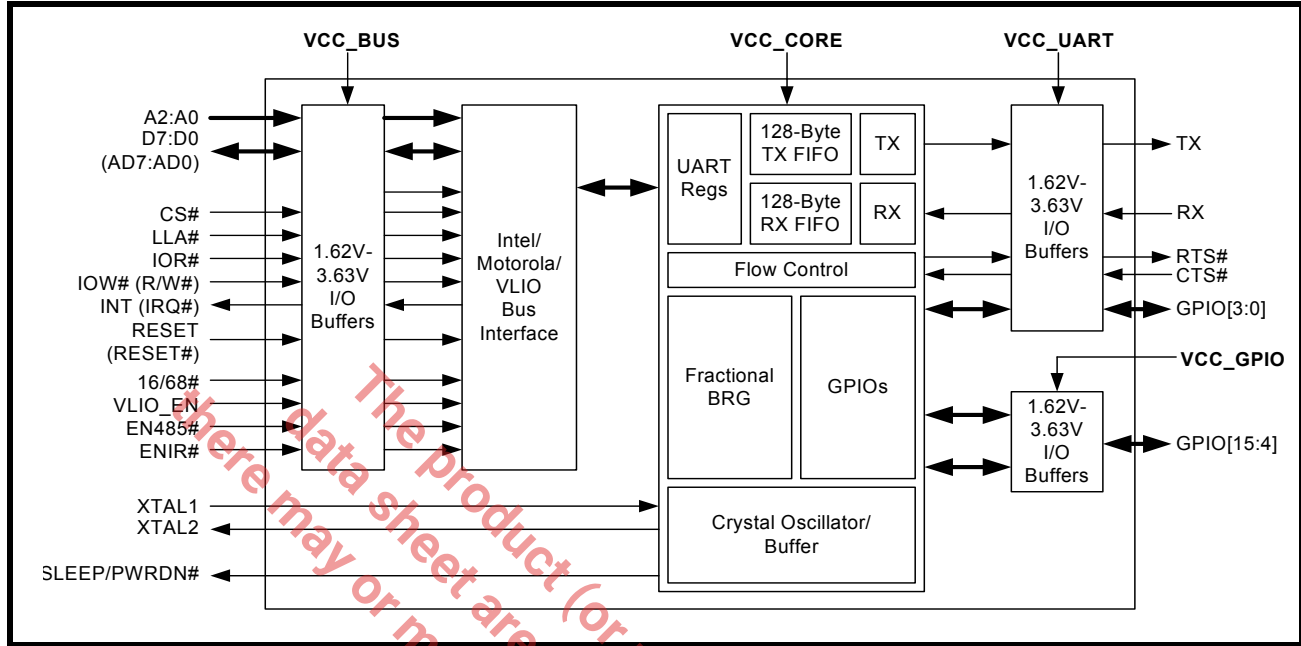 VCC_BUS
VCC_CORE
VCC_UART
A2:A0
D7:D0
(AD7:AD0)
CS#
LLA#
IOR#
IOW# (R/W#)
INT (IRQ#)
RESET
(RESET#)
16/68#
VLIO_EN
EN485#
ENIR#
XTAL1
XTAL2
SLEEP/PWRDN#
1.62V-
3.63V
I/O
Buffers
Intel/
Motorola/
VLIO
Bus
Interface
UART
Regs
128-Byte
TX FIFO
TX
128-Byte
RX FIFO
RX
Flow Control
Fractional
BRG
GPIOs
Crystal Oscillator/
Buffer
1.62V-
3.63V
I/O
Buffers
TX
RX
RTS#
CTS#
GPIO[3:0]
VCC_GPIO
1.62V-
3.63V
I/O
Buffers
GPIO[15:4]
The product (or
data sheet are
there may or m